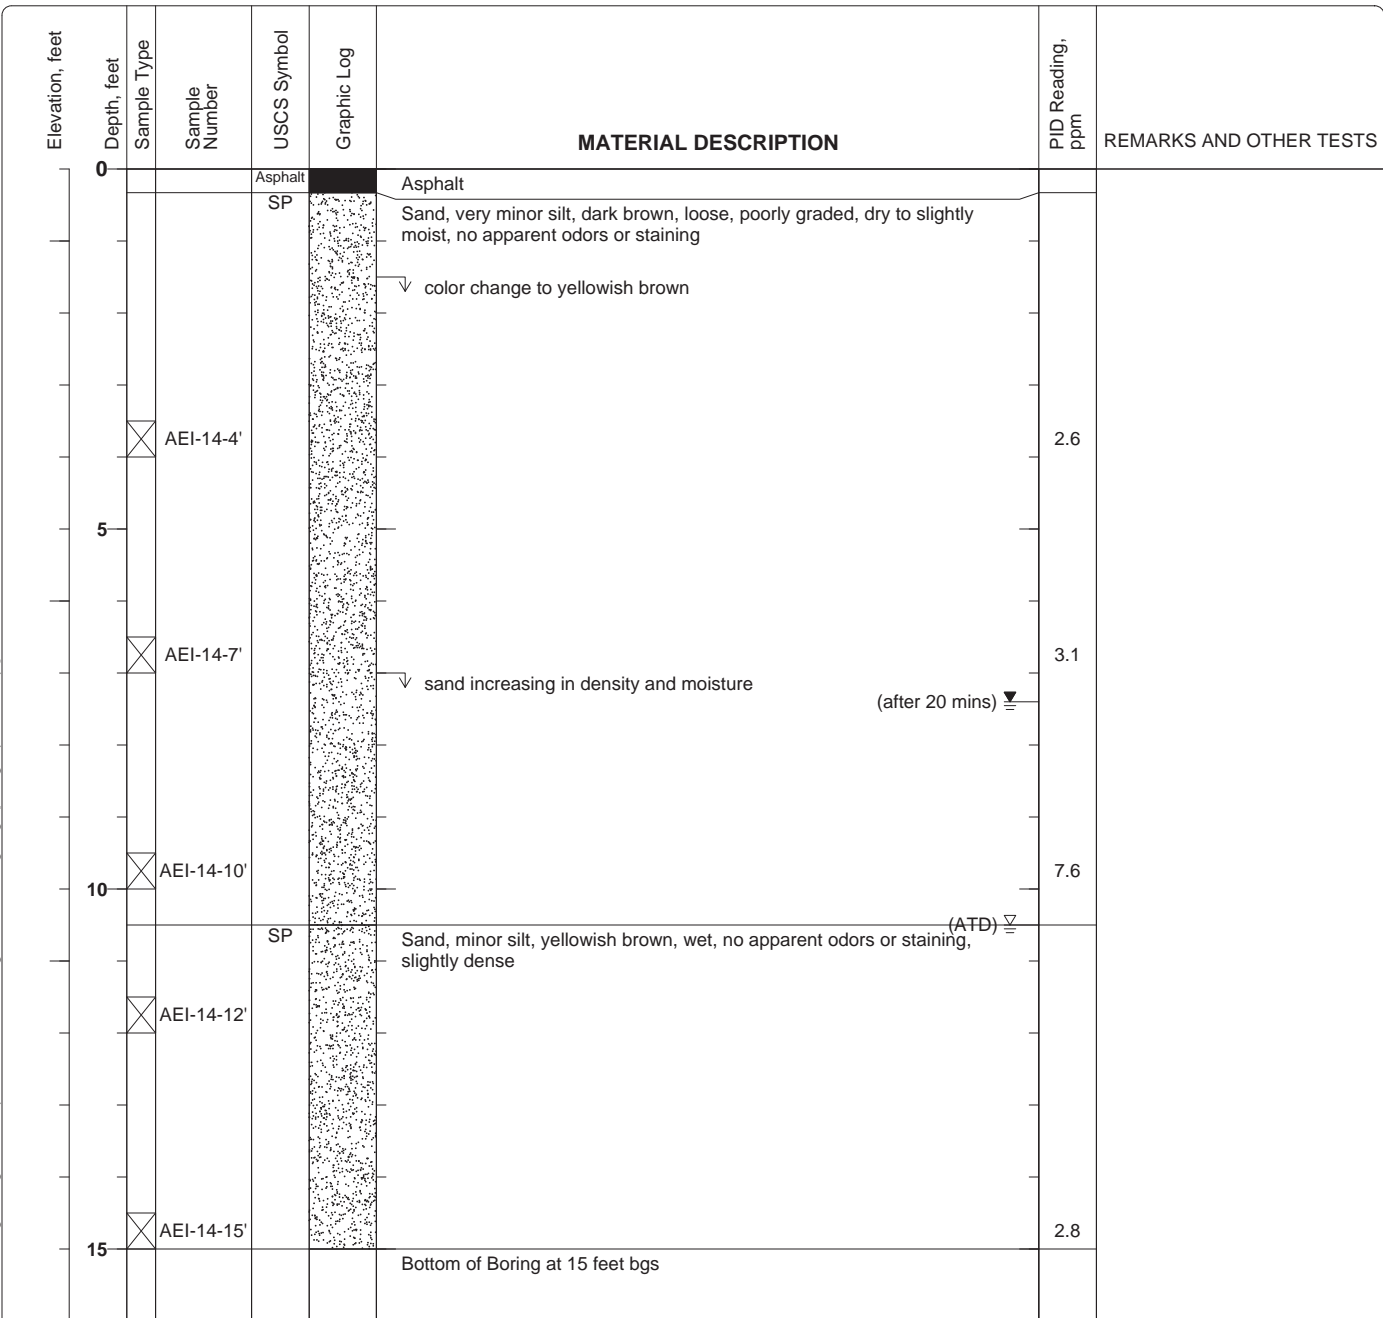 Elevation, feet
Depth, feet
Sample Type
Sample
Number
USCS Symbol
Graphic Log
MATERIAL DESCRIPTION
PID Reading,
ppm
REMARKS AND OTHER TESTS
0
Asphalt
Asphalt
SP
Sand, very minor silt, dark brown, loose, poorly graded, dry to slightly
moist, no apparent odors or staining
color change to yellowish brown
AEI-14-4'
2.6
5
AEI-14-7'
3.1
sand increasing in density and moisture
(after 20 mins)
AEI-14-10'
7.6
10
(ATD)
SP
Sand, minor silt, yellowish brown, wet, no apparent odors or staining,
slightly dense
AEI-14-12'
AEI-14-15'
2.8
15
Bottom of Boring at 15 feet bgs